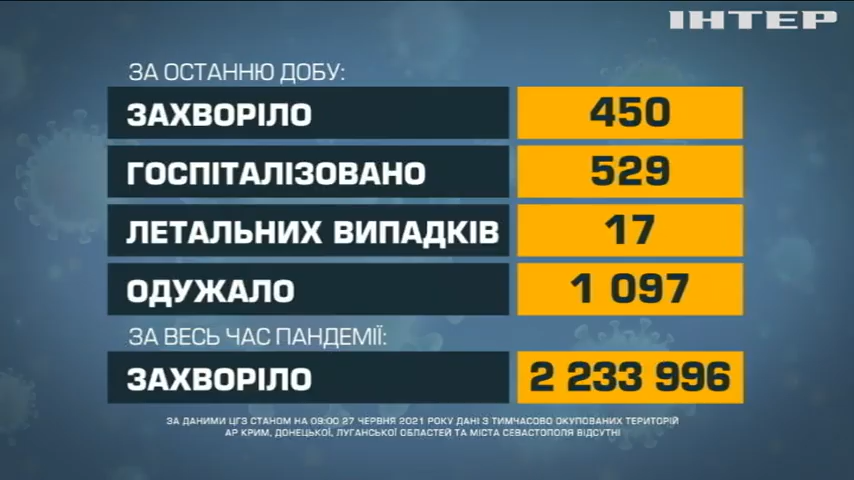 ІНТЕР
ЗА ОСТАННЮ ДОБУ:
ЗАХВОРІЛО 450
ГОСПІТАЛІЗОВАНО 529
ЛЕТАЛЬНИХ ВИПАДКІВ 17
ОДУЖАЛО 1 097
ЗА ВЕСЬ ЧАС ПАНДЕМІЇ:
ЗАХВОРІЛО 2 233 996
ЗА ДАНИМИ ЦГЗ СТАНОМ НА 09:00 27 ЧЕРВНЯ 2021 РОКУ ДАНІ З ТИМЧАСОВО ОКУПОВАНИХ ТЕРИТОРІЙ
АР КРИМ, ДОНЕЦЬКОЇ, ЛУГАНСЬКОЇ ОБЛАСТЕЙ ТА МІСТА СЕВАСТОПОЛЯ ВІДСУТНІ